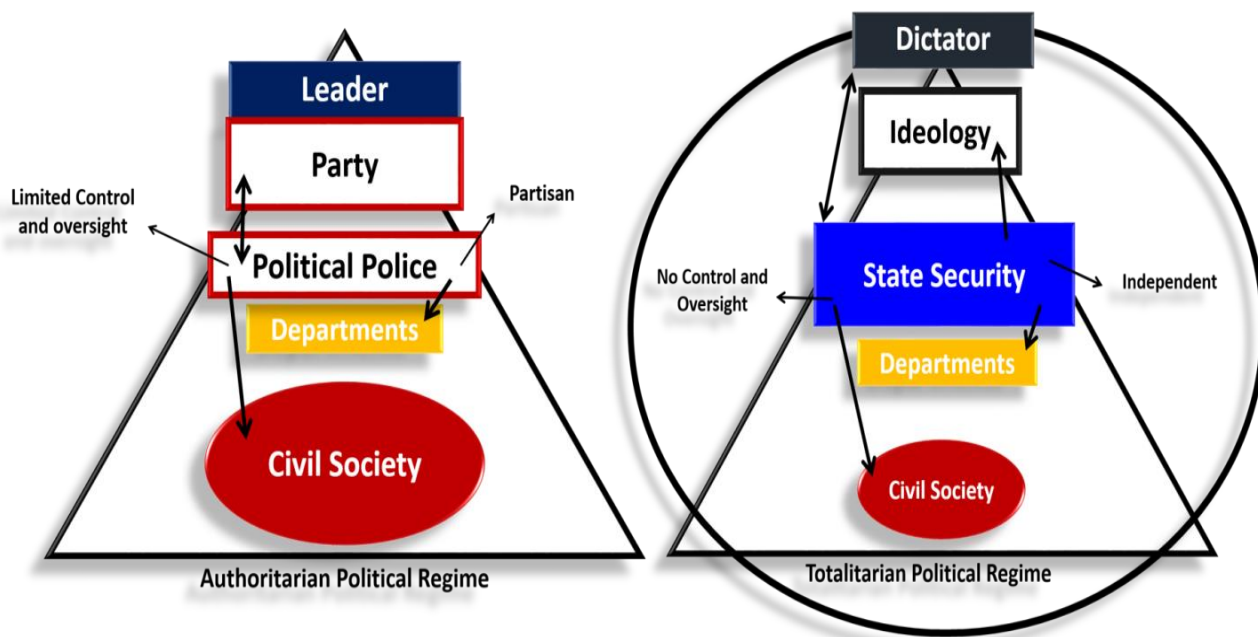 Leader
Party
Limited Control
and oversight
Partisan
Political Police
Departments
Civil Society
Authoritarian Political Regime
Dictator
Ideology
State Security
No Control and
Oversight
Independent
Departments
Civil Society
Totalitarian Political Regime